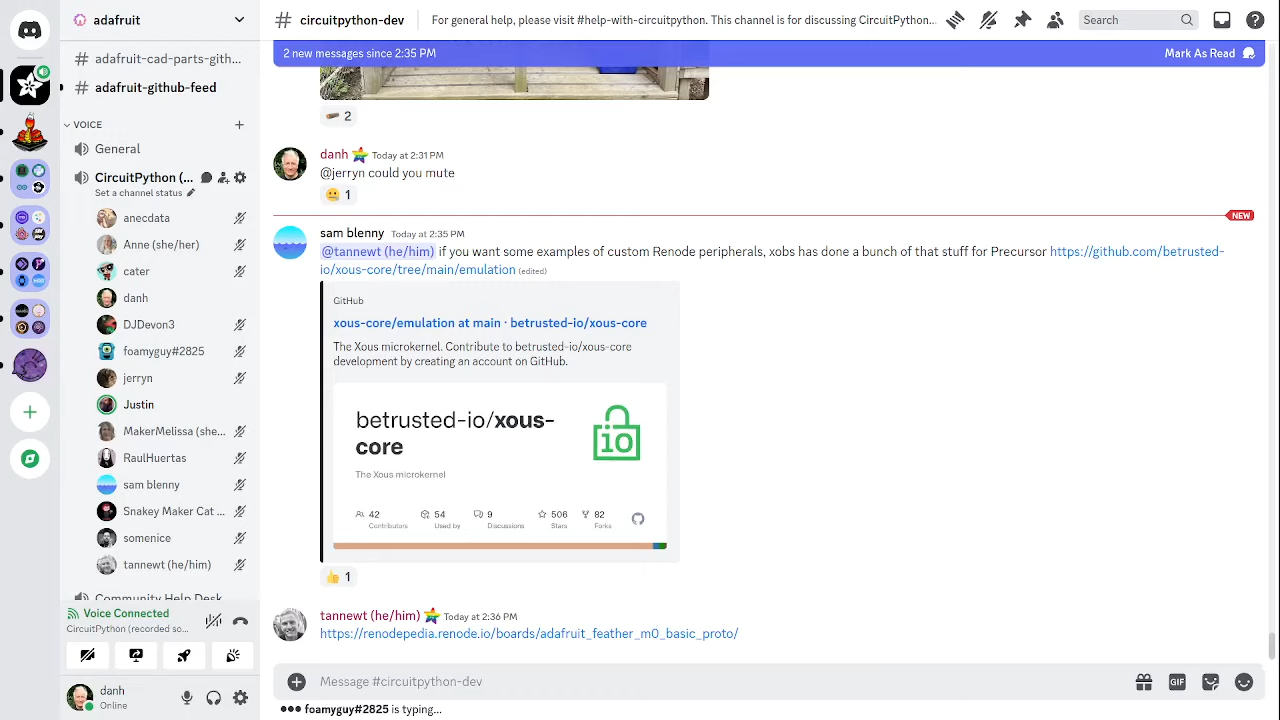 adafruit
# circuitpython-dev
For general help, please visit #help-with-circuitpython. This channel is for discussing CircuitPython...
Search
# adafruit-cad-parts-gith...
# adafruit-github-feed
VOICE
General
CircuitPython (...
Set a channel status
anecdata
Anne (she/her)
cater
danh
DJDevon3
foamyguy#2825
jerryn
Justin
MakerMelissa (she...
RaulHuertas
sam blenny
Snakey Maker Cat ...
somenice
tannewt (he/him)
Community Help Desk
Voice Connected
CircuitPython (recorded so...
danh
Online
2 new messages since 2:35 PM
Mark As Read
2
danh Today at 2:31 PM
@jerryn could you mute
1
NEW
sam blenny Today at 2:35 PM
@tannewt (he/him) if you want some examples of custom Renode peripherals, xobs has done a bunch of that stuff for Precursor https://github.com/betrusted-
io/xous-core/tree/main/emulation (edited)
GitHub
xous-core/emulation at main · betrusted-io/xous-core
The Xous microkernel. Contribute to betrusted-io/xous-core
development by creating an account on GitHub.
betrusted-io/xous-
core
io
The Xous microkernel
42 54 9 506 82
Contributors Used by Discussions Stars Forks
1
tannewt (he/him) Today at 2:36 PM
https://renodepedia.renode.io/boards/adafruit_feather_m0_basic_proto/
Message #circuitpython-dev
GIF
foamyguy#2825 is typing...